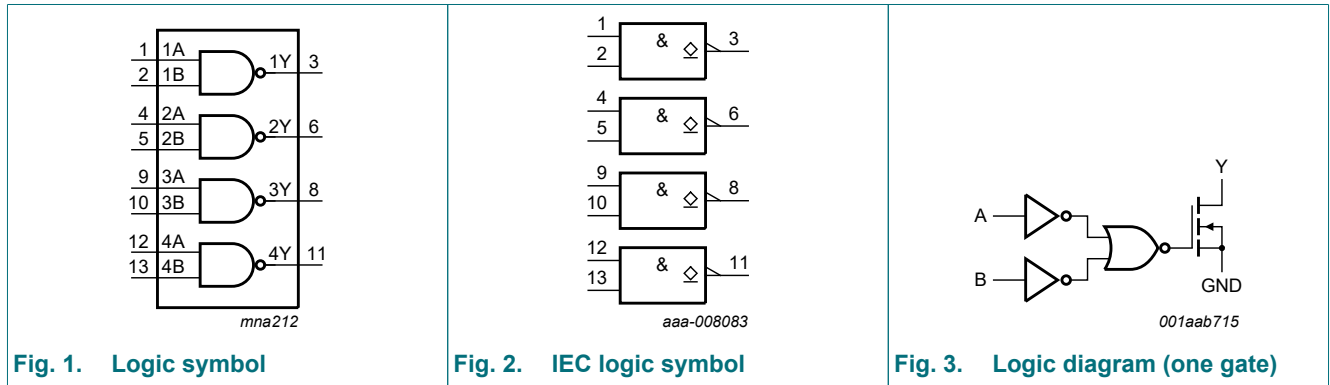 1 1A
2 1B
1Y 3
4 2A
5 2B
2Y 6
9 3A
10 3B
3Y 8
12 4A
13 4B
4Y 11
mna212
Fig. 1. Logic symbol
1
2
& 3
4
5
& 6
9
10
& 8
12
13
& 11
aaa-008083
Fig. 2. IEC logic symbol
Y
A
B
GND
001aab715
Fig. 3. Logic diagram (one gate)